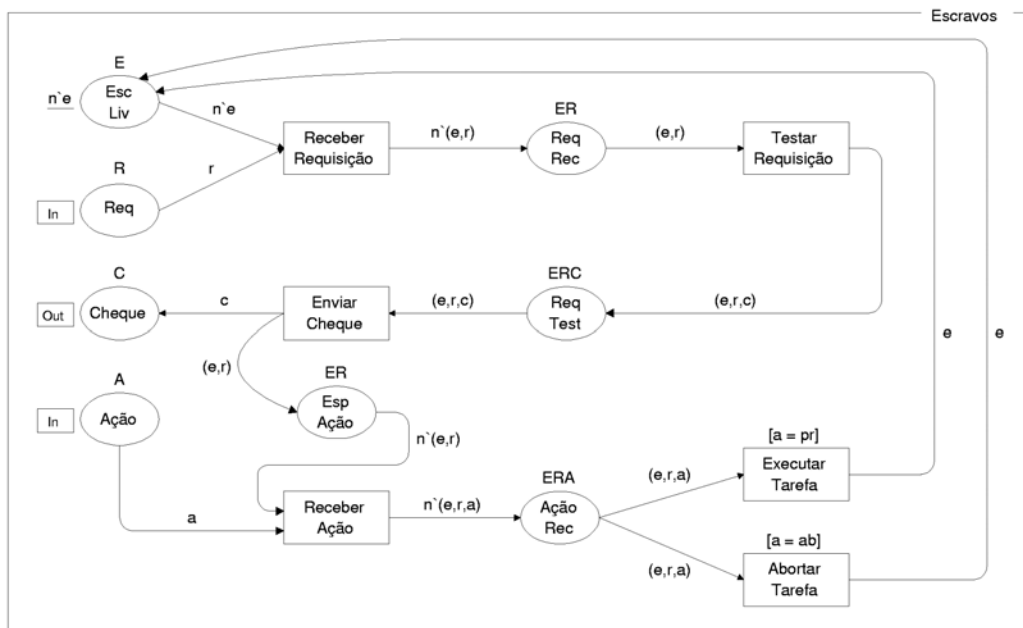 Escravos
E
n`e
Esc
Liv
n`e
R
r
In
Req
Receber
Requisição
n`(e,r)
ER
Req
Rec
(e,r)
Testar
Requisição
C
Out
Cheque
c
Enviar
Cheque
(e,r,c)
ERC
Req
Test
(e,r,c)
e
e
(e,r)
ER
Esp
Ação
n`(e,r)
A
In
Ação
a
Receber
Ação
n`(e,r,a)
ERA
Ação
Rec
(e,r,a)
[a = pr]
Executar
Tarefa
(e,r,a)
[a = ab]
Abortar
Tarefa